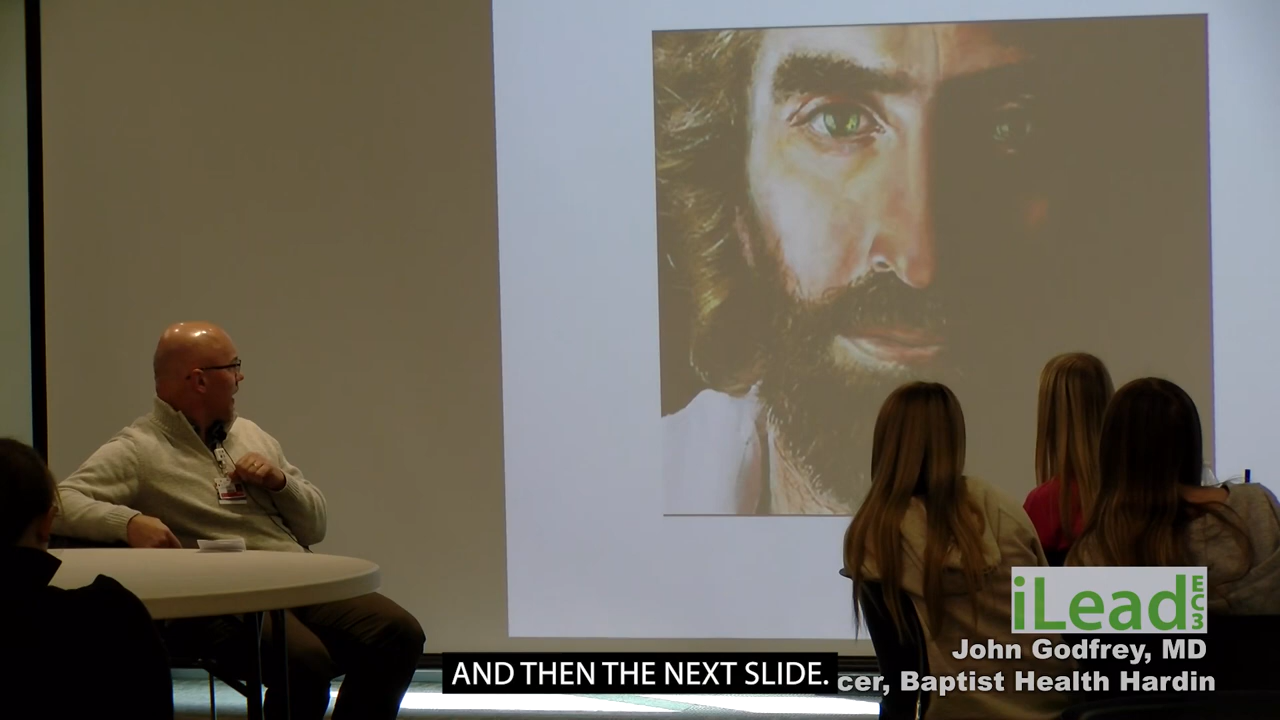 iLead EC3
John Godfrey, MD
AND THEN THE NEXT SLIDE.
cer, Baptist Health Hardin